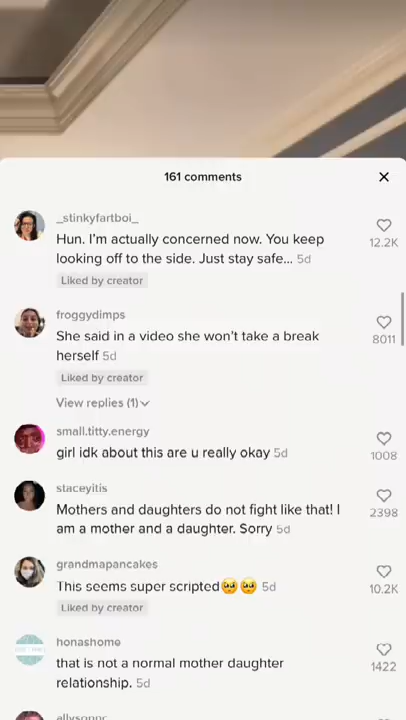 161 comments
_stinkyfartboi_
Hun. I'm actually concerned now. You keep
looking off to the side. Just stay safe... 5d
12.2K
Liked by creator
froggydimps
She said in a video she won't take a break
herself 5d
8011
Liked by creator
View replies (1)
small.titty.energy
girl idk about this are u really okay 5d
1008
staceyitis
Mothers and daughters do not fight like that! I
am a mother and a daughter. Sorry 5d
2398
grandmapancakes
This seems super scripted🥺🥺 5d
10.2K
Liked by creator
honashome
that is not a normal mother daughter
relationship. 5d
1422